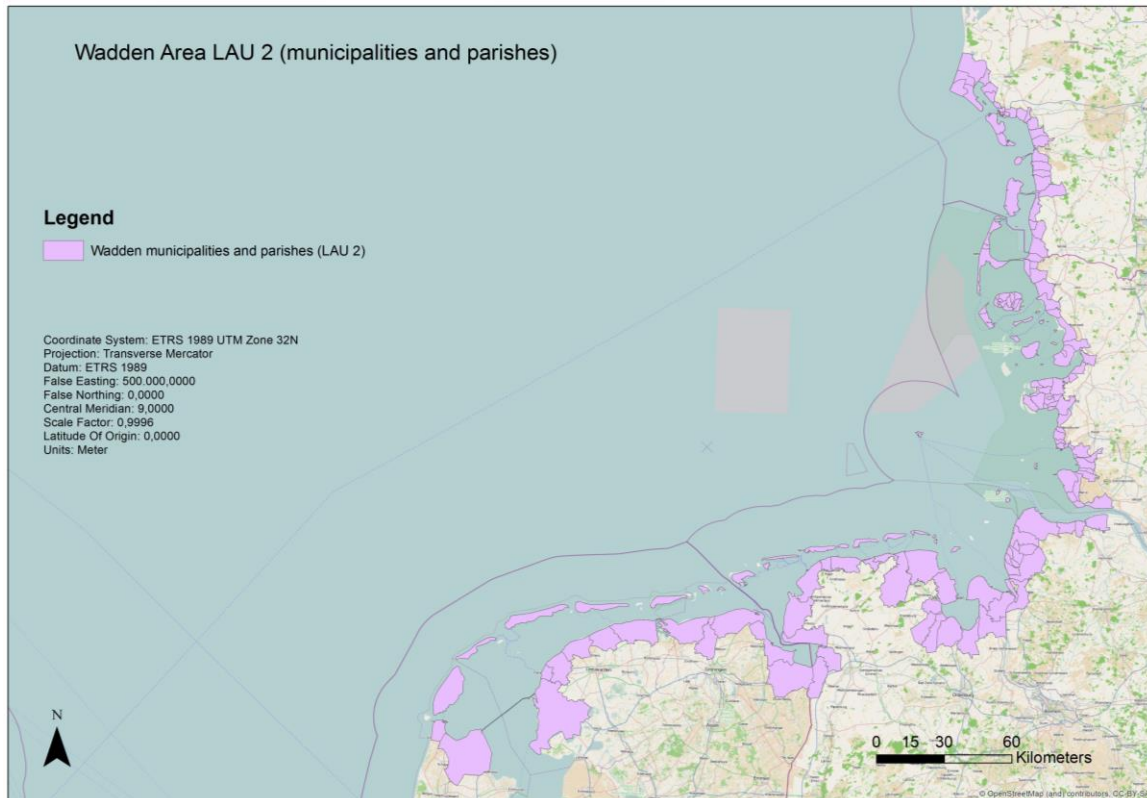 Wadden Area LAU 2 (municipalities and parishes)
Legend
Wadden municipalities and parishes (LAU 2)
Coordinate System: ETRS 1989 UTM Zone 32N
Projection: Transverse Mercator
Datum: ETRS 1989
False Easting: 500.000,0000
False Northing: 0,0000
Central Meridian: 9,0000
Scale Factor: 0,9996
Latitude Of Origin: 0,0000
Units: Meter
N
0 15 30 60
Kilometers
© OpenStreetMap (and) contributors, CC-BY-S